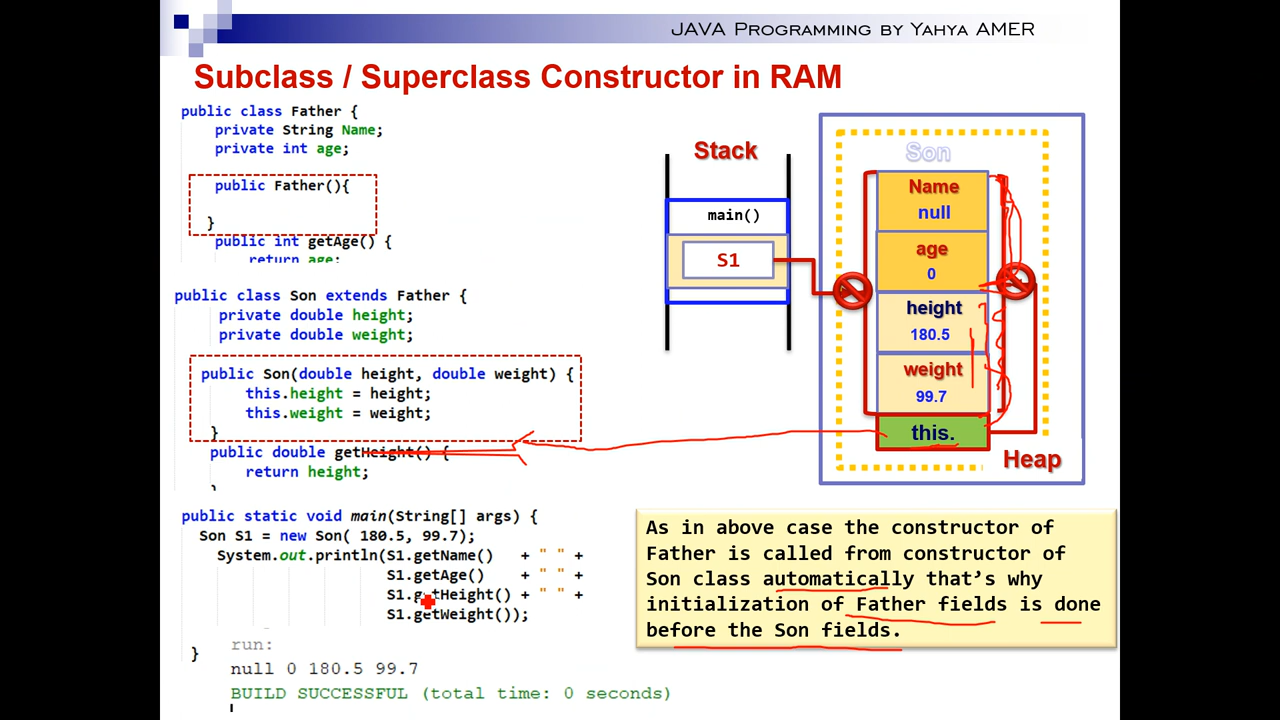 JAVA Programming by Yahya AMER
Subclass / Superclass Constructor in RAM
public class Father {
private String Name;
private int age;
public Father(){
}
public int getAge() {
return age;
public class Son extends Father {
private double height;
private double weight;
public Son(double height, double weight) {
this.height = height;
this.weight = weight;
}
public double getHeight() {
return height;
public static void main(String[] args) {
Son S1 = new Son( 180.5, 99.7);
System.out.println(S1.getName() + " " +
S1.getAge() + " " +
S1.getHeight() + " " +
S1.getWeight());
}
run:
null 0 180.5 99.7
BUILD SUCCESSFUL (total time: 0 seconds)
Stack
main()
S1
Son
Name
null
age
0
height
180.5
weight
99.7
this.
Heap
As in above case the constructor of
Father is called from constructor of
Son class automatically that's why
initialization of Father fields is done
before the Son fields.